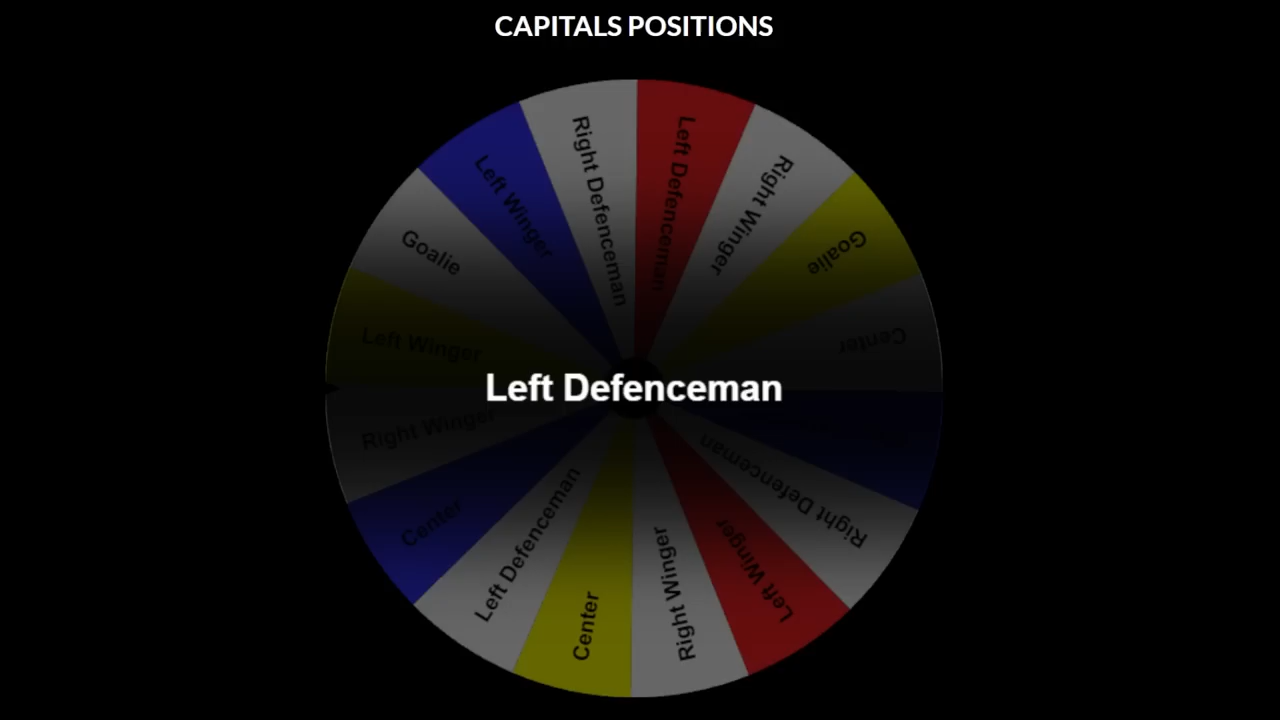 CAPITALS POSITIONS
Right Defenceman
Left Defenceman
Right Winger
Goalie
Center
Right Defenceman
Left Winger
Right Winger
Center
Left Defenceman
Center
Right Winger
Left Winger
Goalie
Left Winger
Left Defenceman